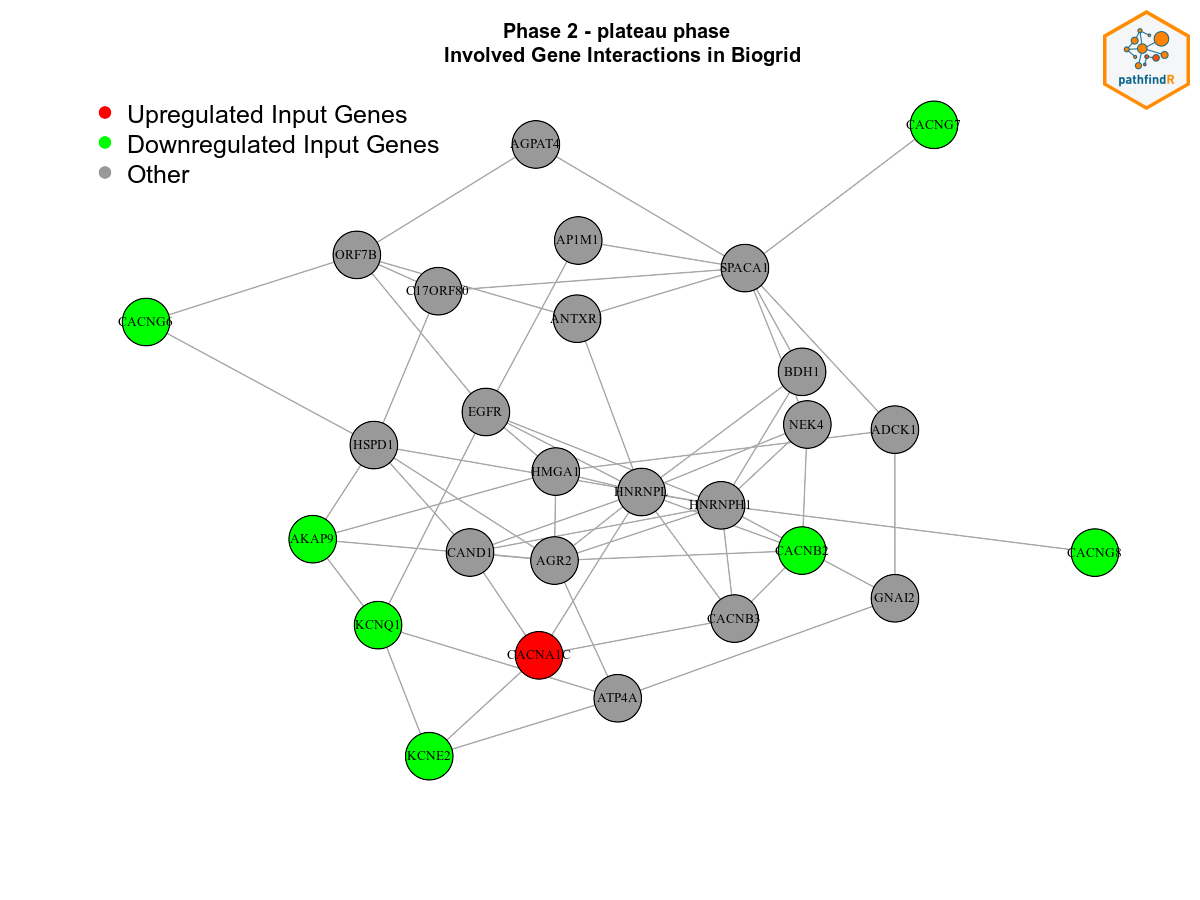 Phase 2 - plateau phase
Involved Gene Interactions in Biogrid
pathfindR
Upregulated Input Genes
Downregulated Input Genes
Other
CACNG7
AGPAT4
AP1M1
ORF7B
SPACA1
C17ORF80
ANTXR
CACNG6
BDH1
EGFR
NEK4
ADCK1
HSPD1
HMGA1
HNRNPL
HNRNPH1
AKAP9
CAND1
AGR2
CACNB2
CACNG8
GNAI2
CACNB3
KCNQ1
CACNA1C
ATP4A
KCNE2